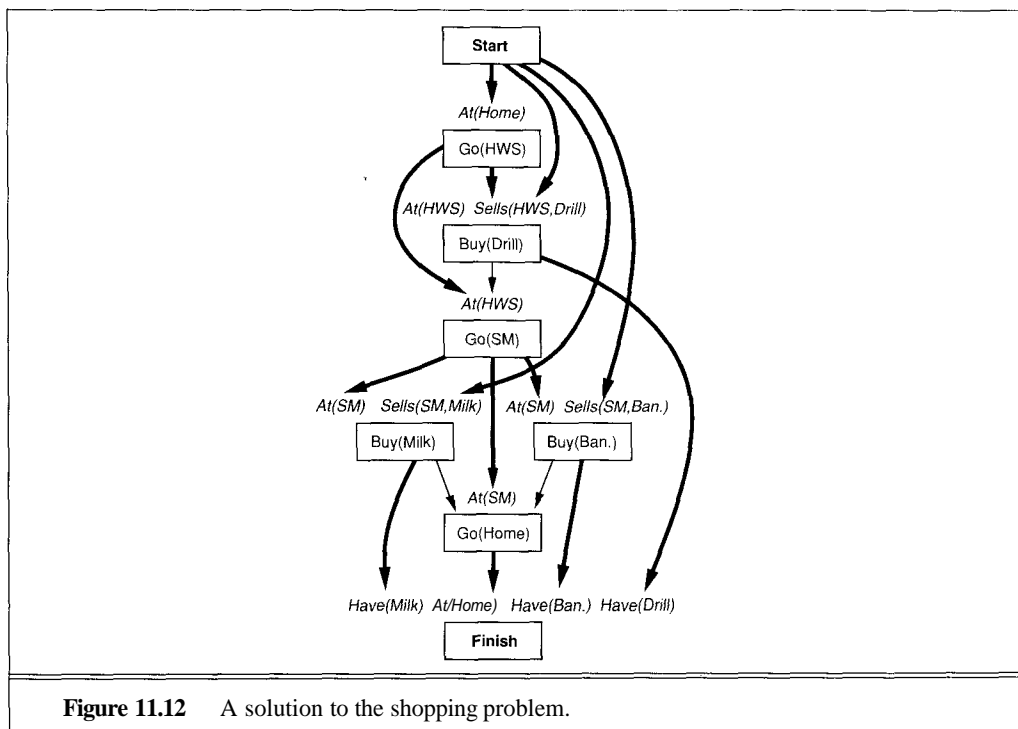 Start
At(Home)
Go(HWS)
At(HWS) Sells(HWS,Drill)
Buy(Drill)
At(HWS)
Go(SM)
At(SM) Sells(SM,Milk) At(SM) Sells(SM,Ban.)
Buy(Milk) Buy(Ban.)
At(SM)
Go(Home)
Have(Milk) At/Home) Have(Ban.) Have(Drill)
Finish
Figure 11.12 A solution to the shopping problem.